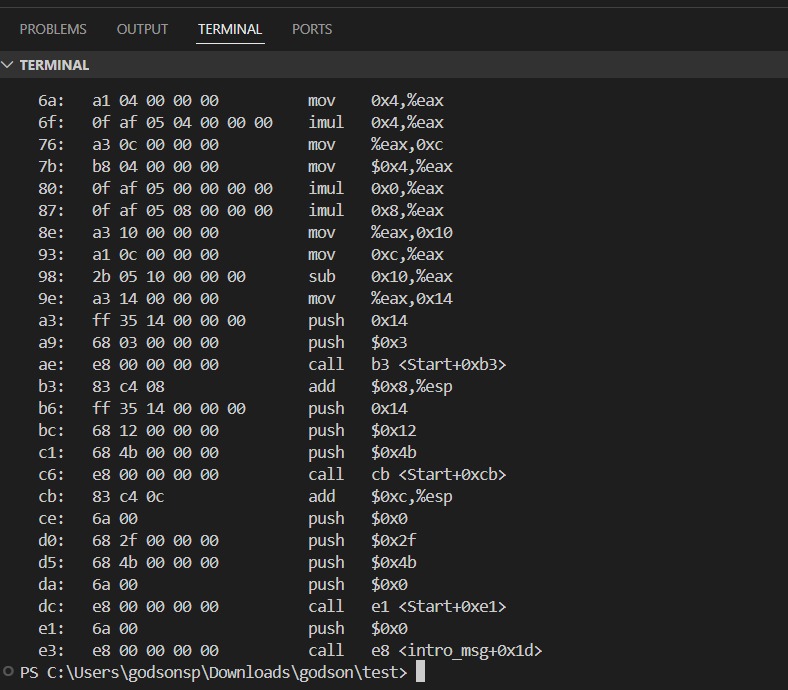 PROBLEMS OUTPUT TERMINAL PORTS
TERMINAL
6a: a1 04 00 00 00 mov 0x4,%eax
6f: 0f af 05 04 00 00 00 imul 0x4,%eax
76: a3 0c 00 00 00 mov %eax,0xc
7b: b8 04 00 00 00 mov $0x4,%eax
80: 0f af 05 00 00 00 00 imul 0x0,%eax
87: 0f af 05 08 00 00 00 imul 0x8,%eax
8e: a3 10 00 00 00 mov %eax,0x10
93: a1 0c 00 00 00 mov 0xc,%eax
98: 2b 05 10 00 00 00 sub 0x10,%eax
9e: a3 14 00 00 00 mov %eax,0x14
a3: ff 35 14 00 00 00 push 0x14
a9: 68 03 00 00 00 push $0x3
ae: e8 00 00 00 00 call b3 <Start+0xb3>
b3: 83 c4 08 add $0x8,%esp
b6: ff 35 14 00 00 00 push 0x14
bc: 68 12 00 00 00 push $0x12
c1: 68 4b 00 00 00 push $0x4b
c6: e8 00 00 00 00 call cb <Start+0xcb>
cb: 83 c4 0c add $0xc,%esp
ce: 6a 00 push $0x0
d0: 68 2f 00 00 00 push $0x2f
d5: 68 4b 00 00 00 push $0x4b
da: 6a 00 push $0x0
dc: e8 00 00 00 00 call e1 <Start+0xe1>
e1: 6a 00 push $0x0
e3: e8 00 00 00 00 call e8 <intro_msg+0x1d>
PS C:\Users\godsonsp\Downloads\godson\test>